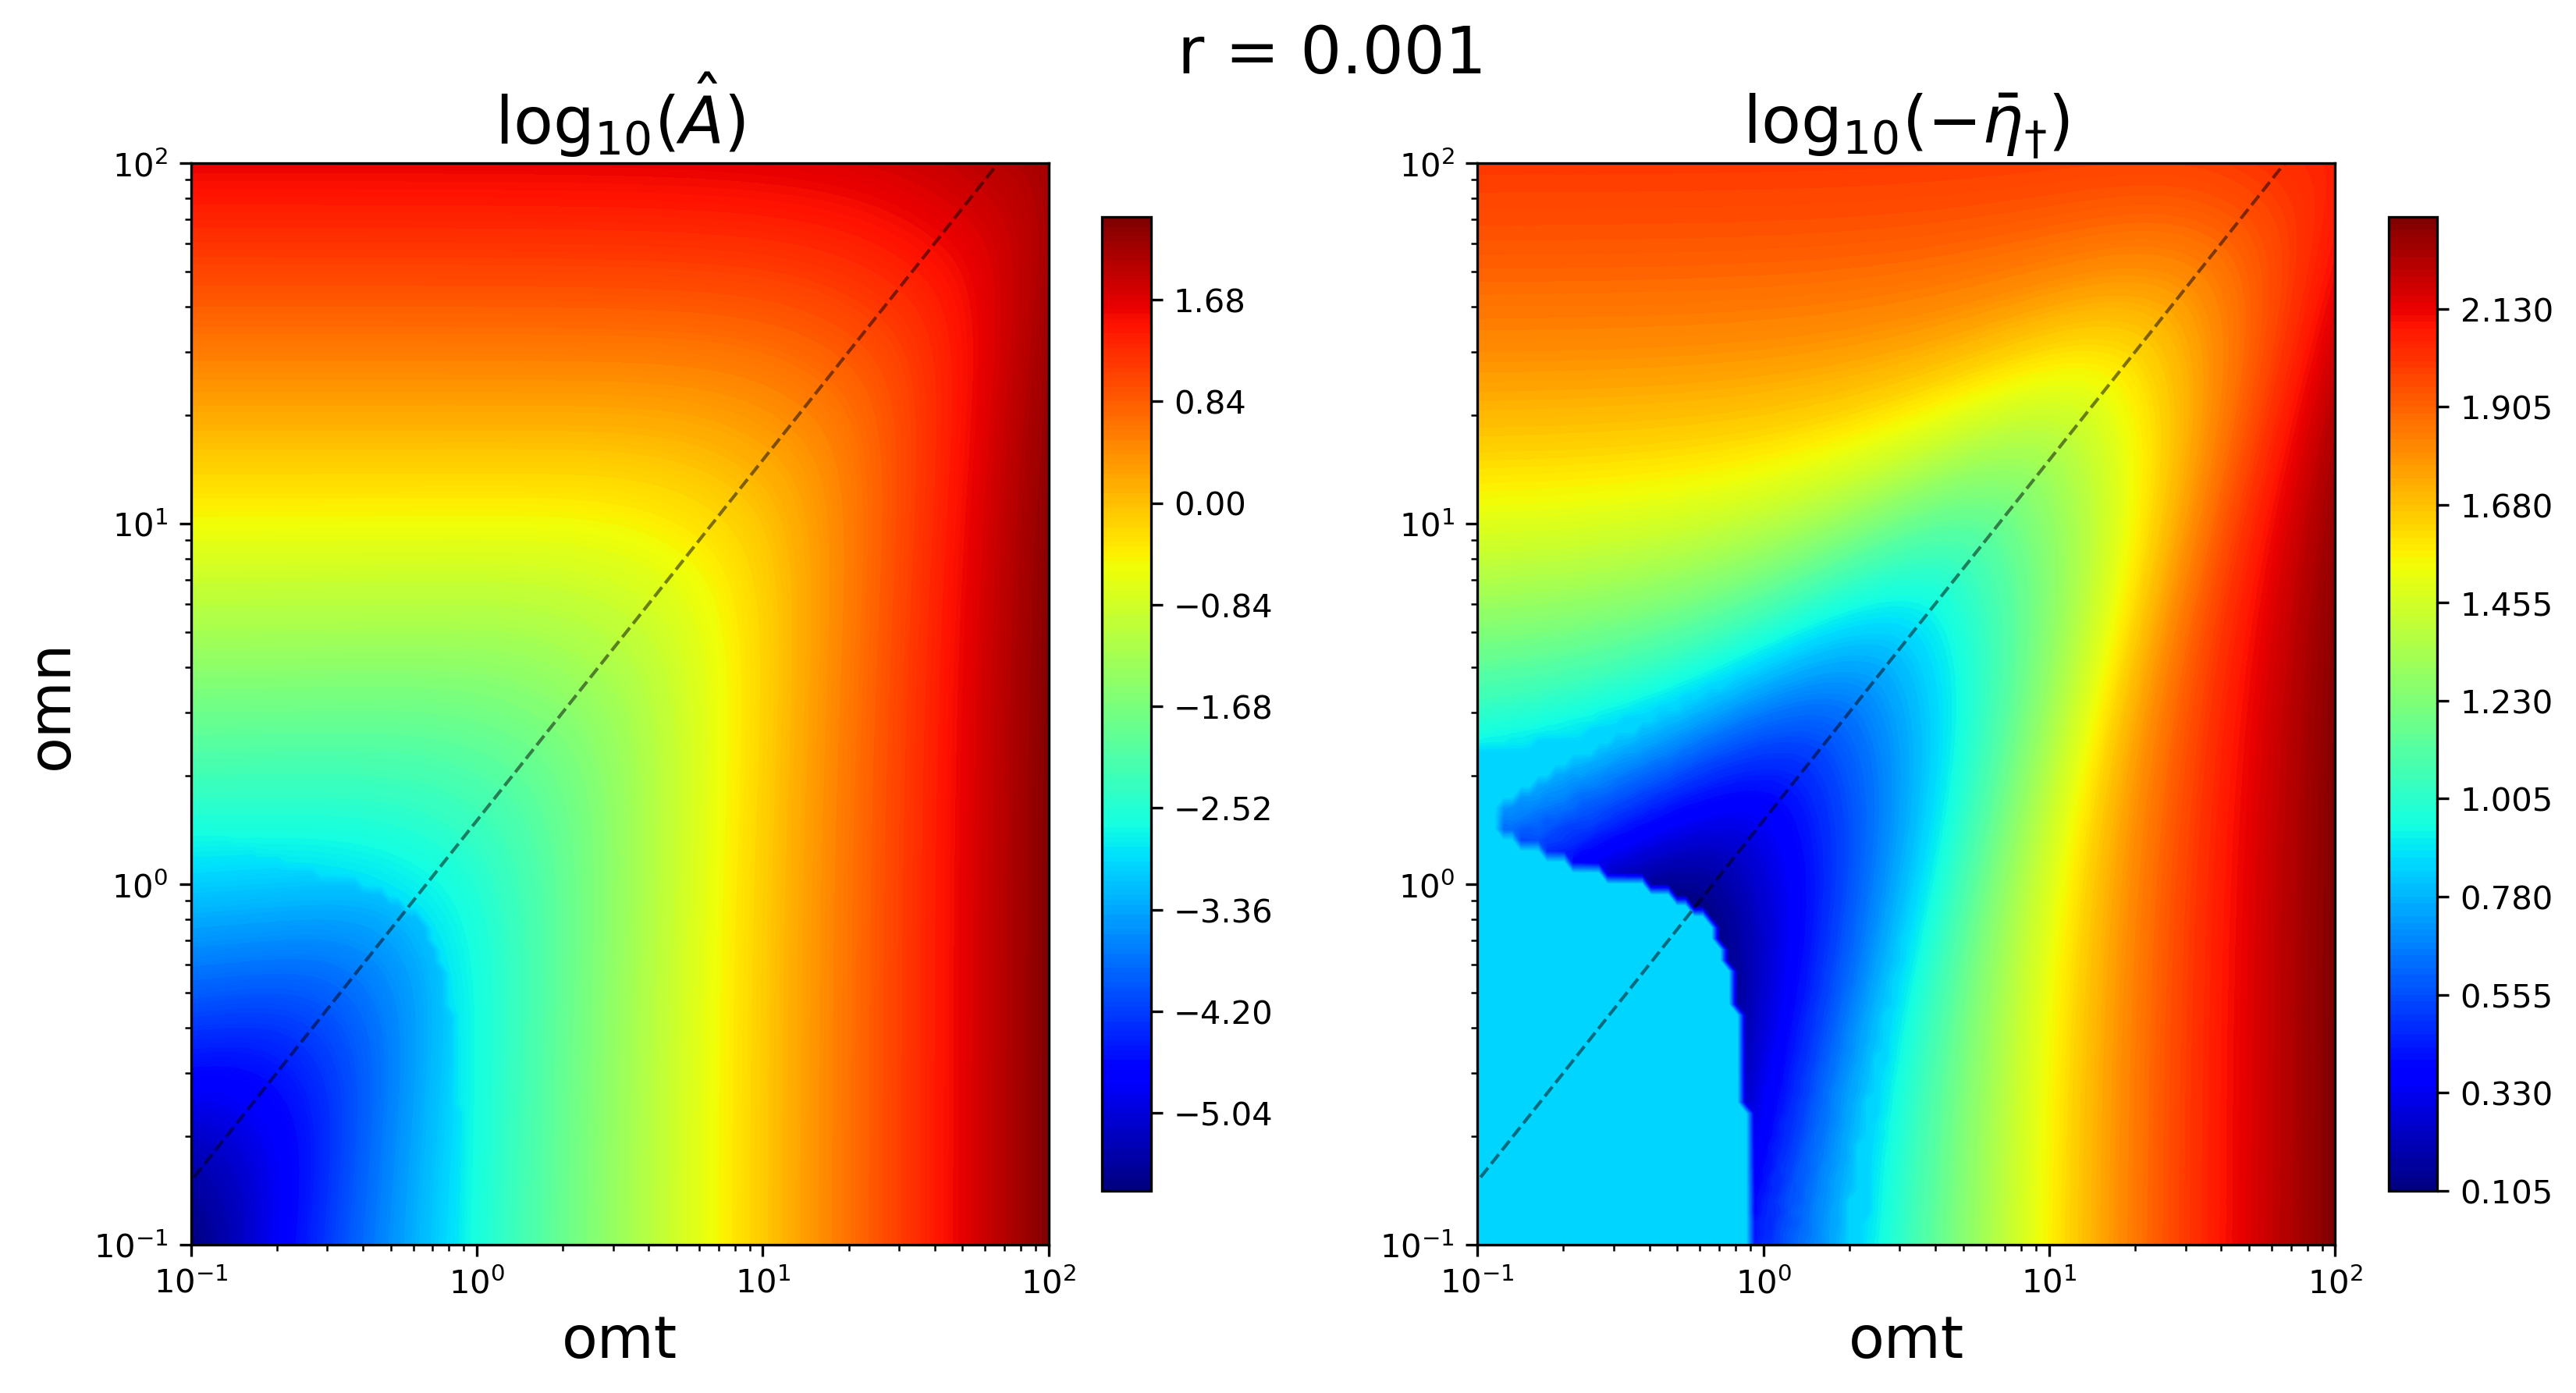 r = 0.001
log₁₀(Â)
10² 10¹ 10⁰ 10⁻¹
omn
10⁻¹ 10⁰ 10¹ 10²
omt
1.68
0.84
0.00
−0.84
−1.68
−2.52
−3.36
−4.20
−5.04
log₁₀(−η̄†)
10² 10¹ 10⁰ 10⁻¹
10⁻¹ 10⁰ 10¹ 10²
omt
2.130
1.905
1.680
1.455
1.230
1.005
0.780
0.555
0.330
0.105